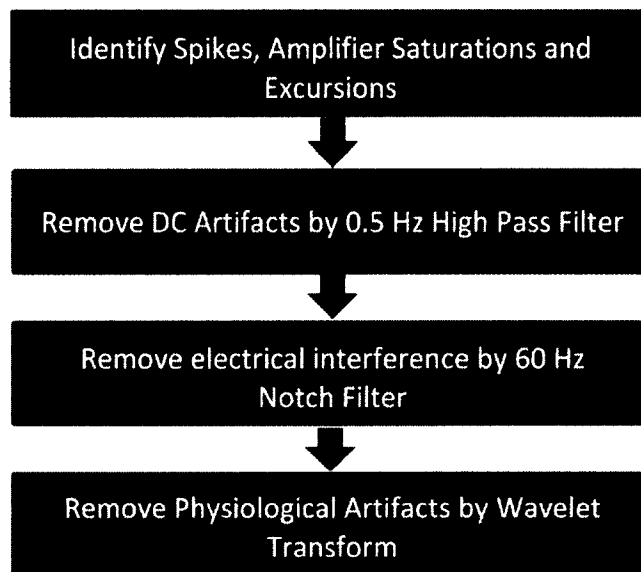 Identify Spikes, Amplifier Saturations and
Excursions
Remove DC Artifacts by 0.5 Hz High Pass Filter
Remove electrical interference by 60 Hz
Notch Filter
Remove Physiological Artifacts by Wavelet
Transform